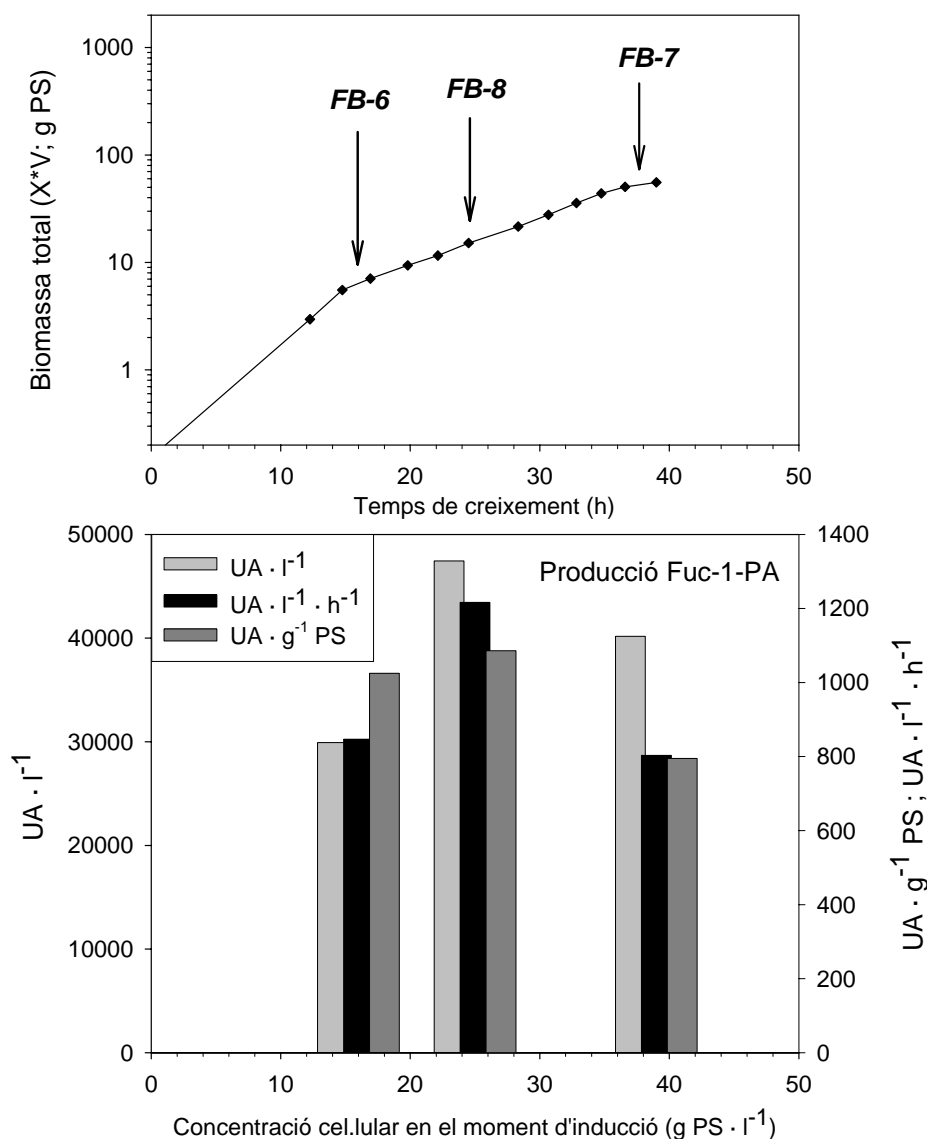 Biomassa total (X*V; g PS)
1000
100
10
1
FB-6
FB-8
FB-7
0
10
20
30
40
50
Temps de creixement (h)
UA · l⁻¹
50000
40000
30000
20000
10000
0
UA · l⁻¹
UA · l⁻¹ · h⁻¹
UA · g⁻¹ PS
Producció Fuc-1-PA
1400
1200
1000
800
600
400
200
0
UA · g⁻¹ PS ; UA · l⁻¹ · h⁻¹
0
10
20
30
40
50
Concentració cel.lular en el moment d'inducció (g PS · l⁻¹)